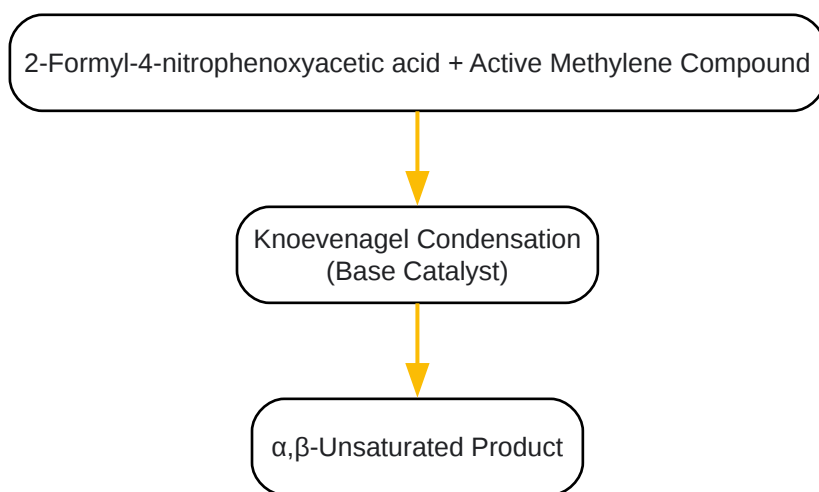 2-Formyl-4-nitrophenoxyacetic acid + Active Methylene Compound
Knoevenagel Condensation
(Base Catalyst)
α,β-Unsaturated Product